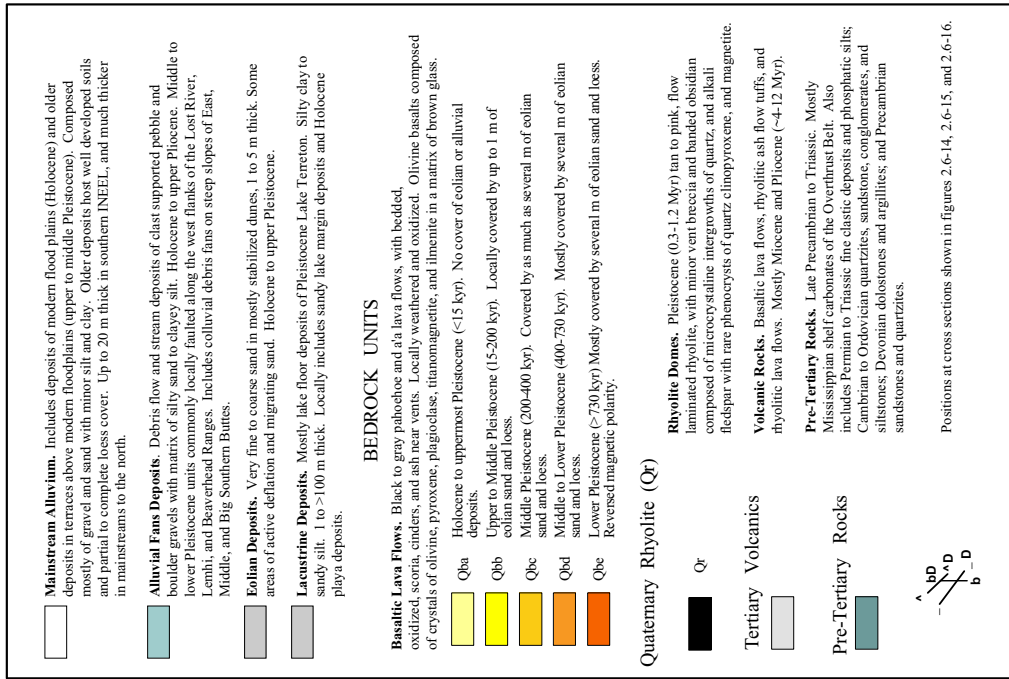 Mainstream Alluvium. Includes deposits of modern flood plains (Holocene) and older
deposits in terraces above modern floodplains (upper to middle Pleistocene). Composed
mostly of gravel and sand with minor silt and clay. Older deposits host well developed soils
and partial to complete loess cover. Up to 20 m thick in southern INEEL, and much thicker
in mainstreams to the north.
Alluvial Fans Deposits. Debris flow and stream deposits of clast supported pebble and
boulder gravels with matrix of silty sand to clayey silt. Holocene to upper Pliocene. Middle to
lower Pleistocene units commonly locally faulted along the west flanks of the Lost River,
Lemhi, and Beaverhead Ranges. Includes colluvial debris fans on steep slopes of East,
Middle, and Big Southern Buttes.
Eolian Deposits. Very fine to coarse sand in mostly stabilized dunes, 1 to 5 m thick. Some
areas of active deflation and migrating sand. Holocene to upper Pleistocene.
Lacustrine Deposits. Mostly lake floor deposits of Pleistocene Lake Terreton. Silty clay to
sandy silt. 1 to >100 m thick. Locally includes sandy lake margin deposits and Holocene
playa deposits.
BEDROCK UNITS
Basaltic Lava Flows. Black to gray pahoehoe and a'a lava flows, with bedded,
oxidized, scoria, cinders, and ash near vents. Locally weathered and oxidized. Olivine basalts composed
of crystals of olivine, pyroxene, plagioclase, titanomagnetite, and ilmenite in a matrix of brown glass.
Qba Holocene to uppermost Pleistocene (<15 kyr). No cover of eolian or alluvial
deposits.
Qbb Upper to Middle Pleistocene (15-200 kyr). Locally covered by up to 1 m of
eolian sand and loess.
Qbc Middle Pleistocene (200-400 kyr). Covered by as much as several m of eolian
sand and loess.
Qbd Middle to Lower Pleistocene (400-730 kyr). Mostly covered by several m of eolian
sand and loess.
Qbe Lower Pleistocene (>730 kyr) Mostly covered by several m of eolian sand and loess.
Reversed magnetic polarity.
Quaternary Rhyolite (Qr)
Qr Rhyolite Domes. Pleistocene (0.3-1.2 Myr) tan to pink, flow
laminated rhyolite, with minor vent breccia and banded obsidian
composed of microcrystaline intergrowths of quartz, and alkali
fledspart with rare phenocrysts of quartz clinopyroxene, and magnetite.
Tertiary Volcanics
Volcanic Rocks. Basaltic lava flows, rhyolitic ash flow tuffs, and
rhyolitic lava flows. Mostly Miocene and Pliocene (~4-12 Myr).
Pre-Tertiary Rocks
Pre-Tertiary Rocks. Late Precambrian to Triassic. Mostly
Mississippian shelf carbonates of the Overthrust Belt. Also
includes Permian to Triassic fine clastic deposits and phosphatic silts;
Cambrian to Ordovician quartzites, sandstone, conglomerates, and
siltstones; Devonian dolostones and argillites; and Precambrian
sandstones and quartzites.
Positions at cross sections shown in figures 2.6-14, 2.6-15, and 2.6-16.
^ bD
^ D
b _ D